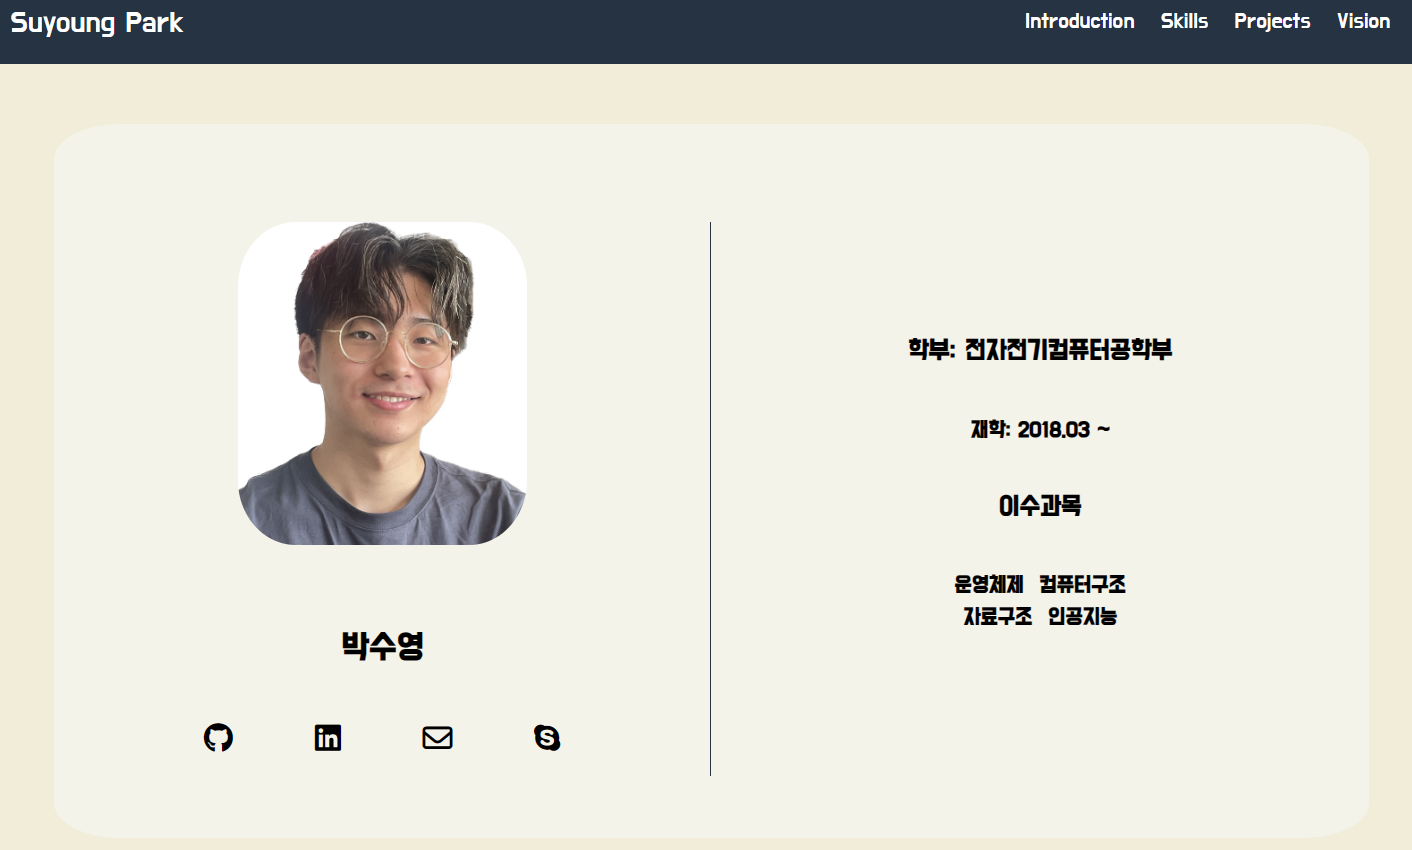 Suyoung Park
Introduction Skills Projects Vision
박수영
학부: 전자전기컴퓨터공학부
재학: 2018.03 ~
이수과목
운영체제 컴퓨터구조
자료구조 인공지능